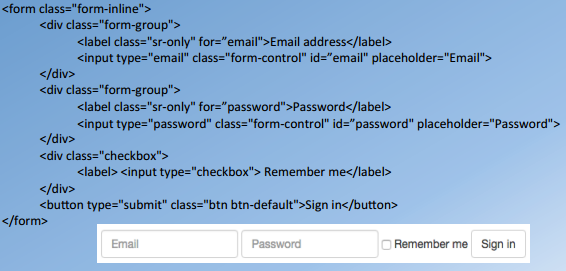 <form class="form-inline">
<div class="form-group">
<label class="sr-only" for=”email">Email address</label>
<input type="email" class="form-control" id=”email" placeholder="Email">
</div>
<div class="form-group">
<label class="sr-only" for=”password">Password</label>
<input type="password" class="form-control" id=”password" placeholder="Password">
</div>
<div class="checkbox">
<label> <input type="checkbox"> Remember me</label>
</div>
<button type="submit" class="btn btn-default">Sign in</button>
</form>
Email Password Remember me Sign in